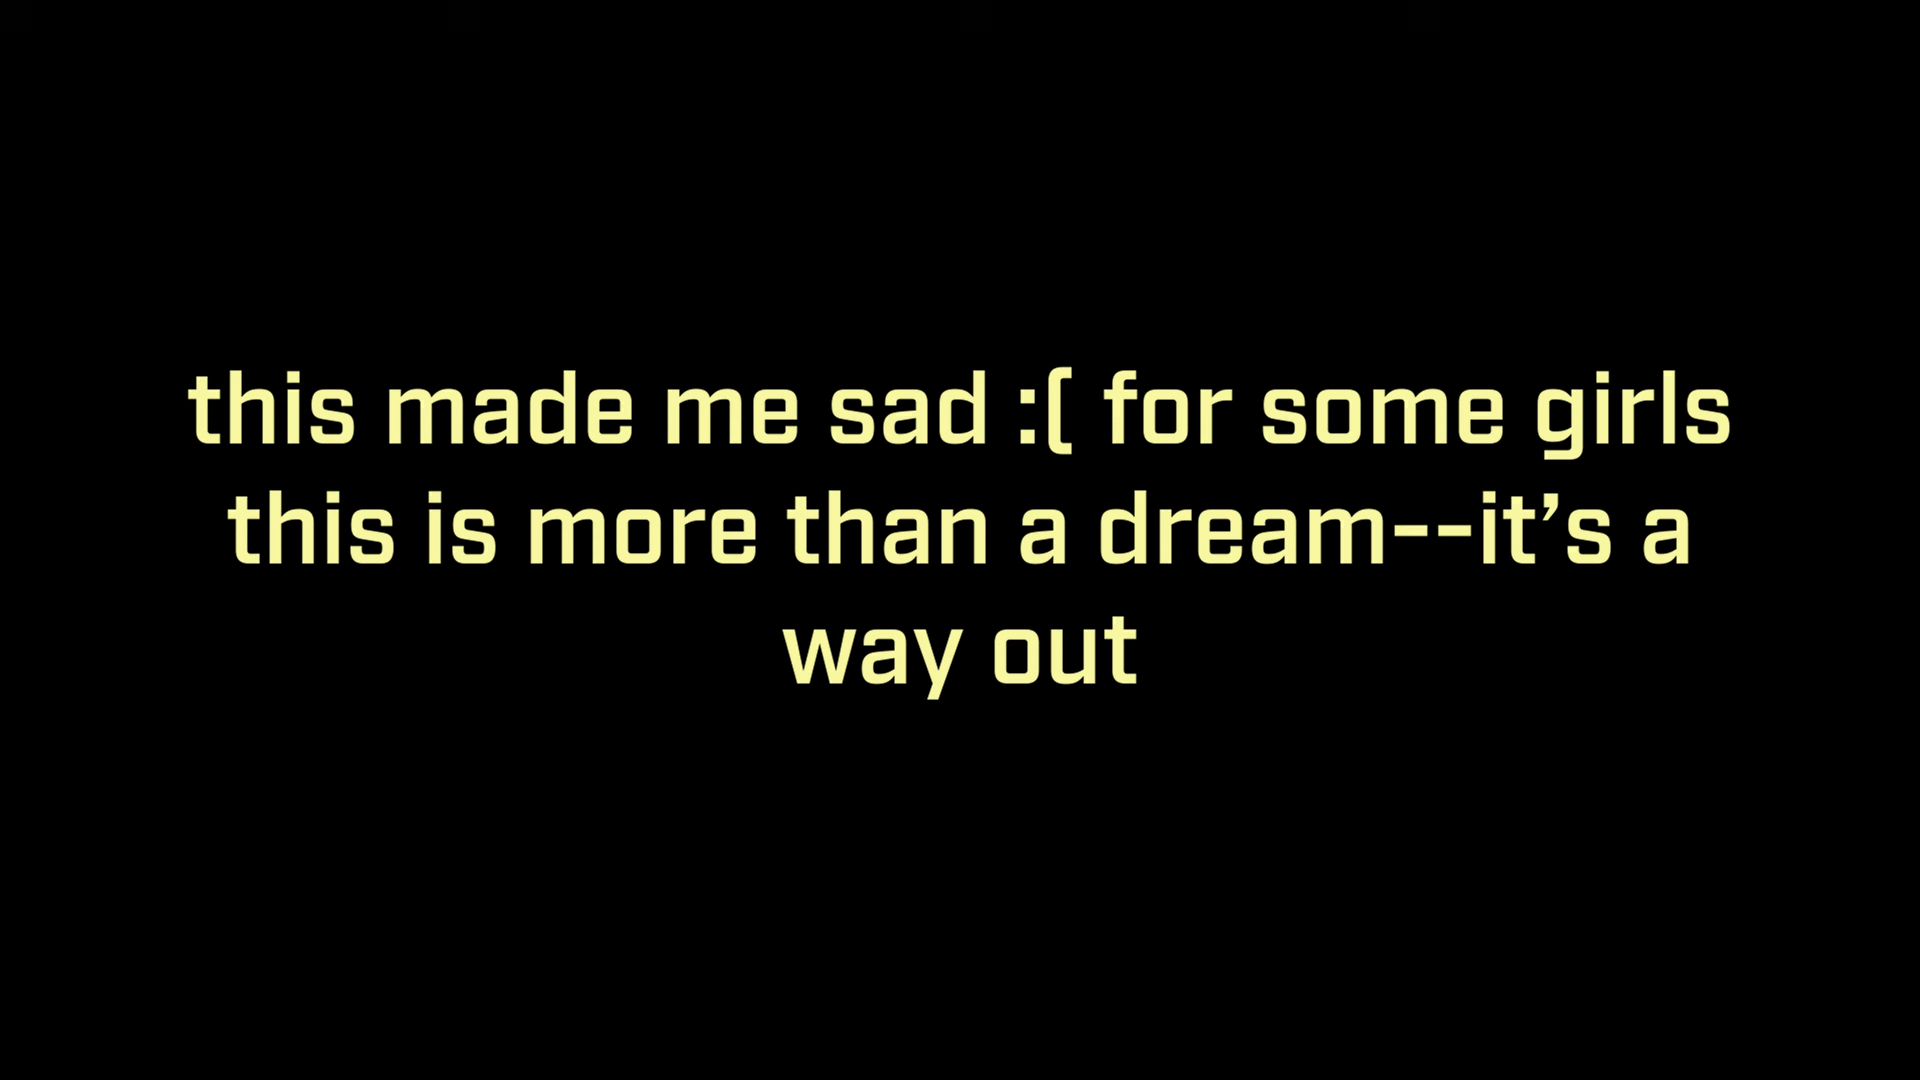 this made me sad :( for some girls
this is more than a dream--it’s a
way out